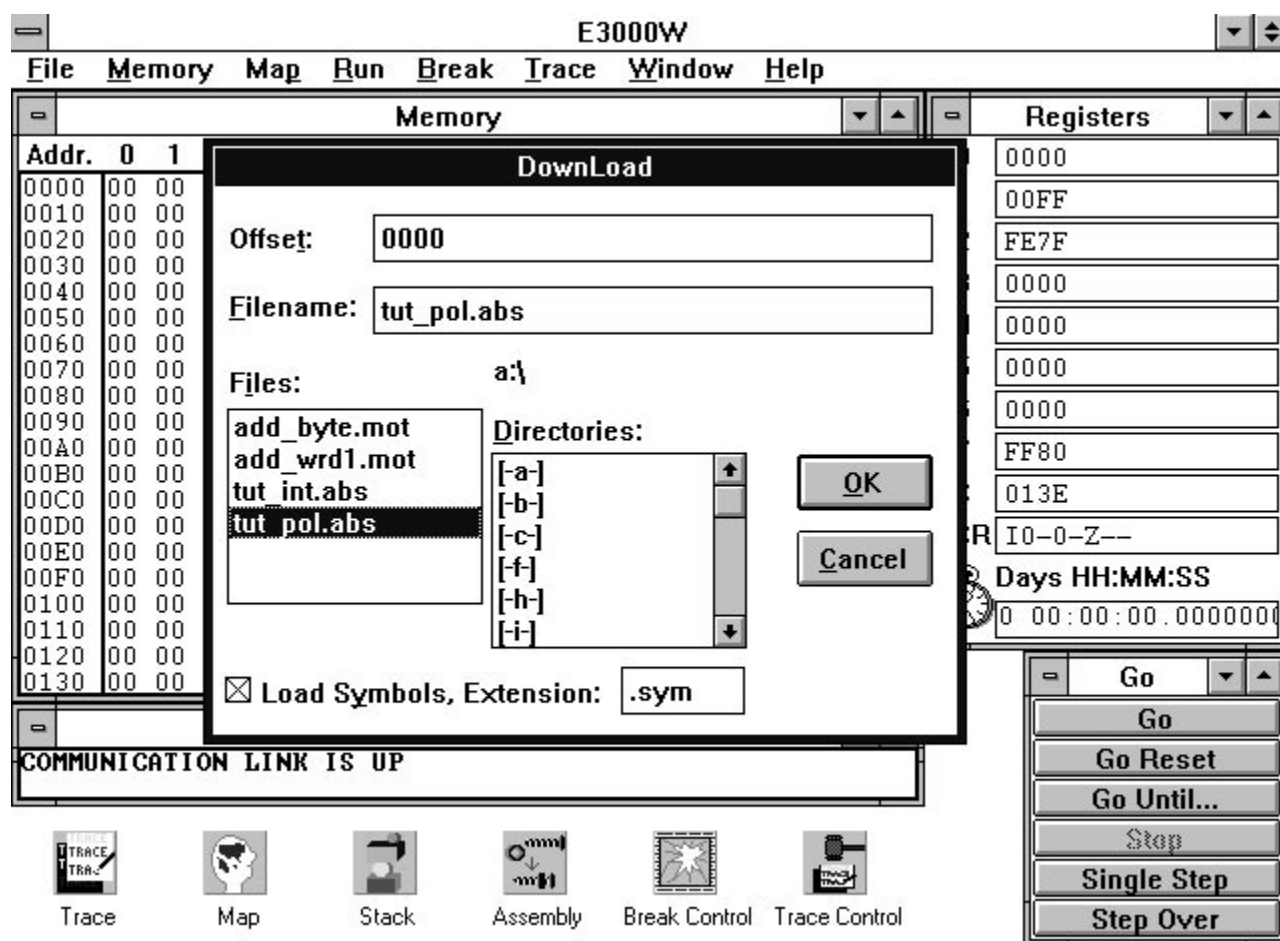 E3000W
File Memory Map Run Break Trace Window Help
Memory
Registers
Addr. 0 1
0000 00 00
0010 00 00
0020 00 00
0030 00 00
0040 00 00
0050 00 00
0060 00 00
0070 00 00
0080 00 00
0090 00 00
00A0 00 00
00B0 00 00
00C0 00 00
00D0 00 00
00E0 00 00
00F0 00 00
0100 00 00
0110 00 00
0120 00 00
0130 00 00
DownLoad
Offset: 0000
Filename: tut_pol.abs
a:\
Files:
add_byte.mot
add_wrd1.mot
tut_int.abs
tut_pol.abs
Directories:
[-a-]
[-b-]
[-c-]
[-f-]
[-h-]
[-i-]
OK
Cancel
Load Symbols, Extension: .sym
0000
00FF
FE7F
0000
0000
0000
0000
FF80
013E
R I0-0-Z--
Days HH:MM:SS
0 00:00:00.000000
COMMUNICATION LINK IS UP
Go
Go
Go Reset
Go Until...
Stop
Single Step
Step Over
TRACE
Trace
Map
Stack
Assembly
Break Control
Trace Control